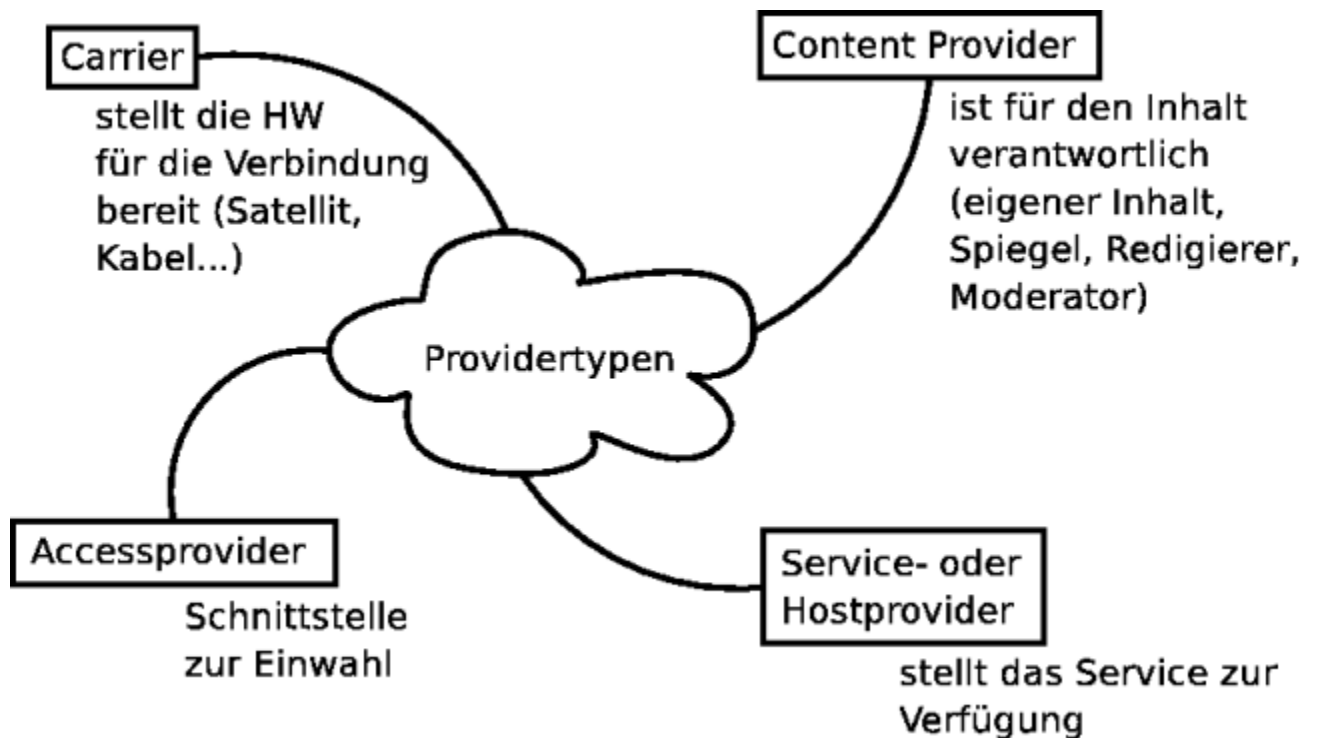 Carrier
stellt die HW
für die Verbindung
bereit (Satellit,
Kabel...)
Content Provider
ist für den Inhalt
verantwortlich
(eigener Inhalt,
Spiegel, Redigierer,
Moderator)
Providertypen
Accessprovider
Schnittstelle
zur Einwahl
Service- oder
Hostprovider
stellt das Service zur
Verfügung